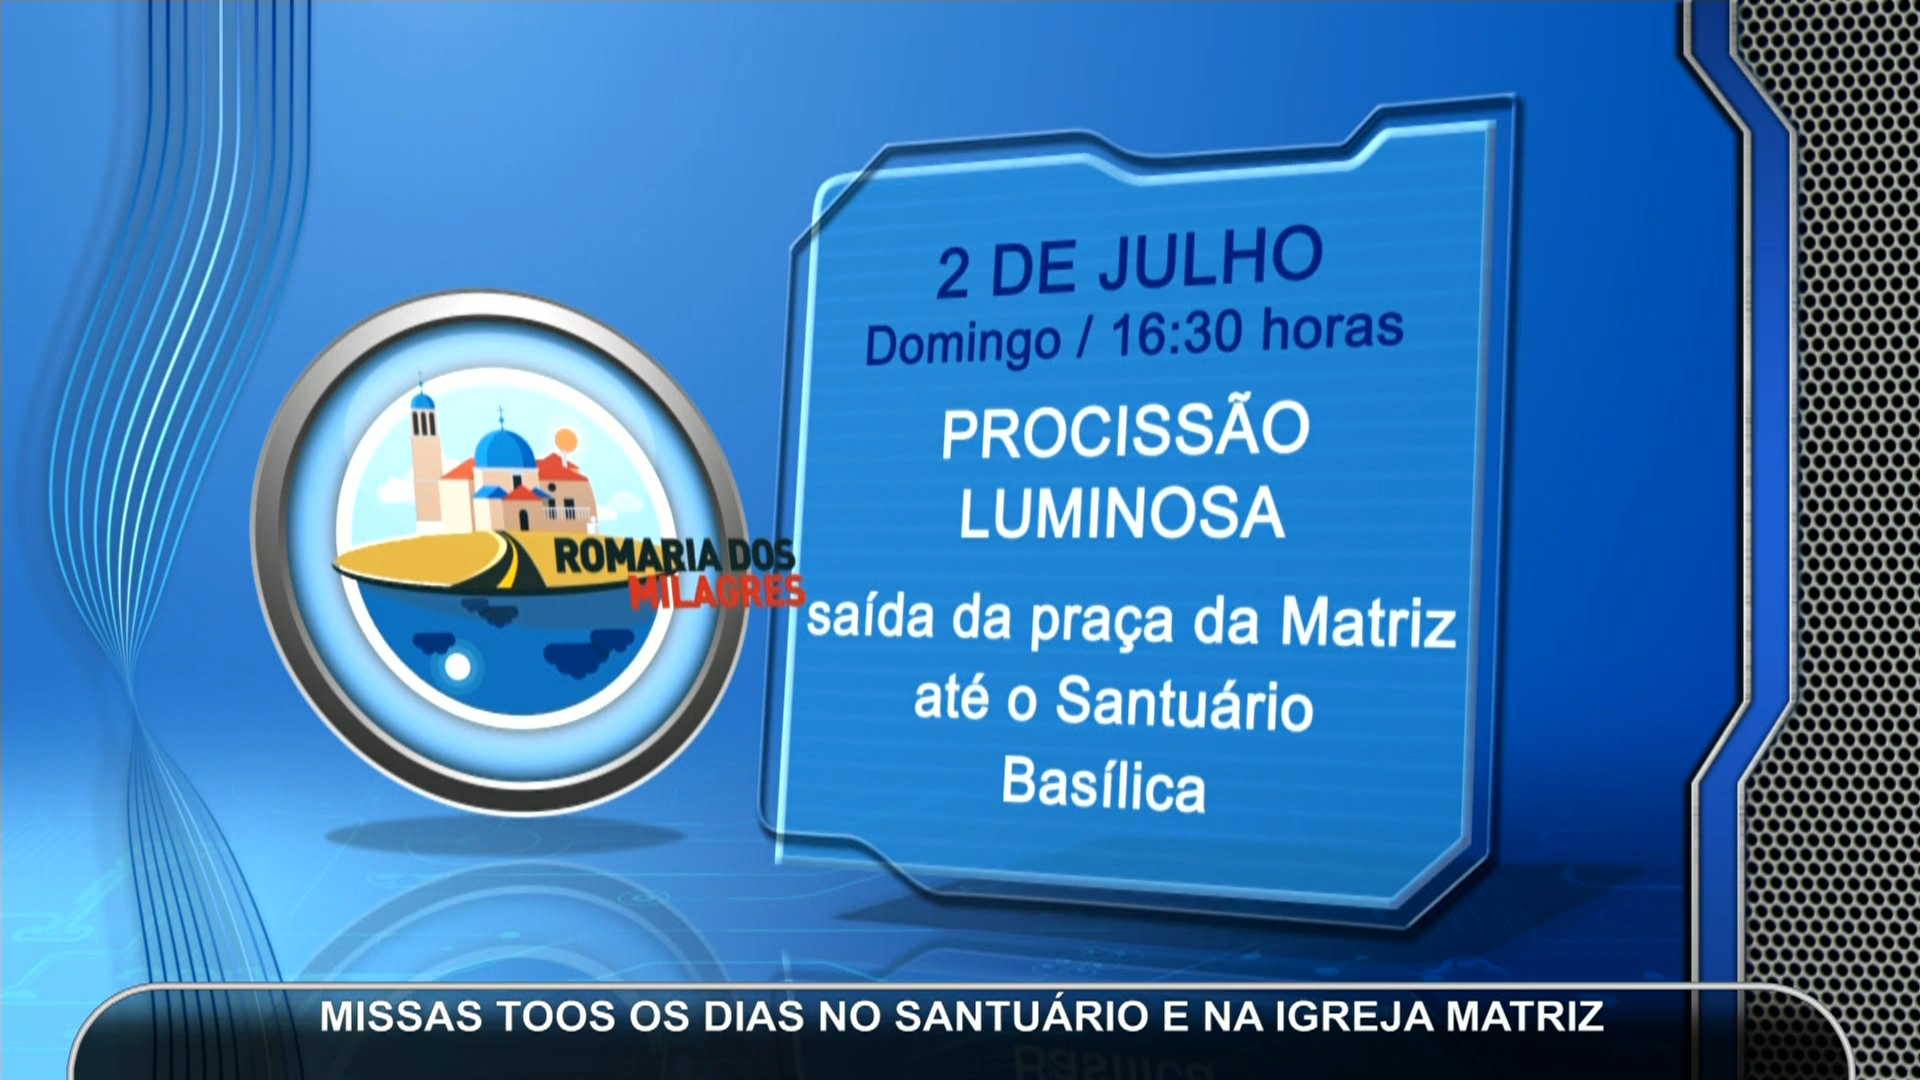 2 DE JULHO
Domingo / 16:30 horas
PROCISSÃO
LUMINOSA
saída da praça da Matriz
até o Santuário
Basílica
ROMARIA DOS
MILAGRES
MISSAS TOOS OS DIAS NO SANTUÁRIO E NA IGREJA MATRIZ